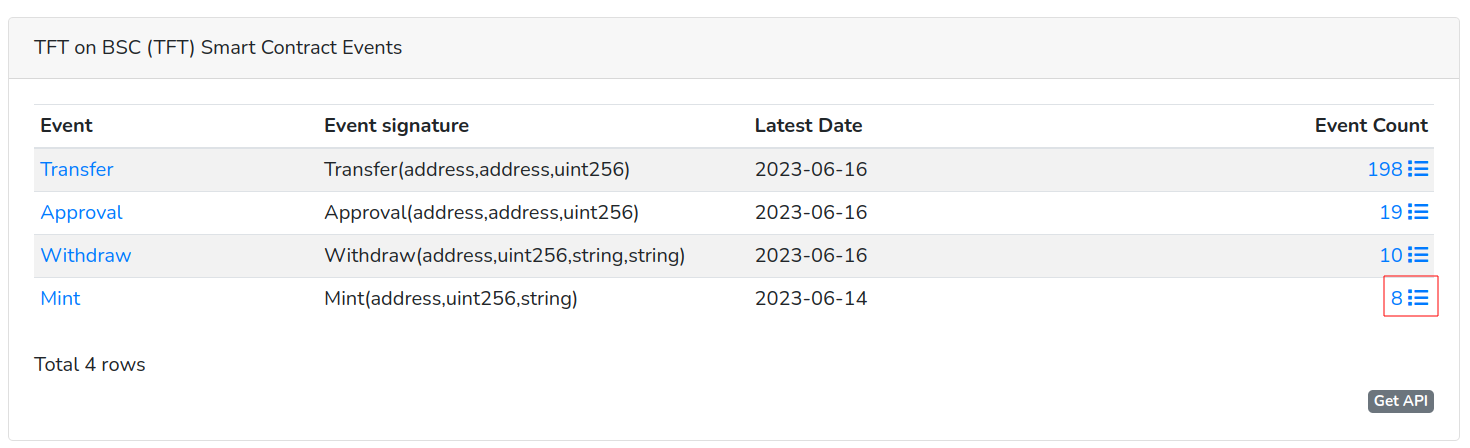 TFT on BSC (TFT) Smart Contract Events
Event Event signature Latest Date Event Count
Transfer Transfer(address,address,uint256) 2023-06-16 198
Approval Approval(address,address,uint256) 2023-06-16 19
Withdraw Withdraw(address,uint256,string,string) 2023-06-16 10
Mint Mint(address,uint256,string) 2023-06-14 8
Total 4 rows
Get API